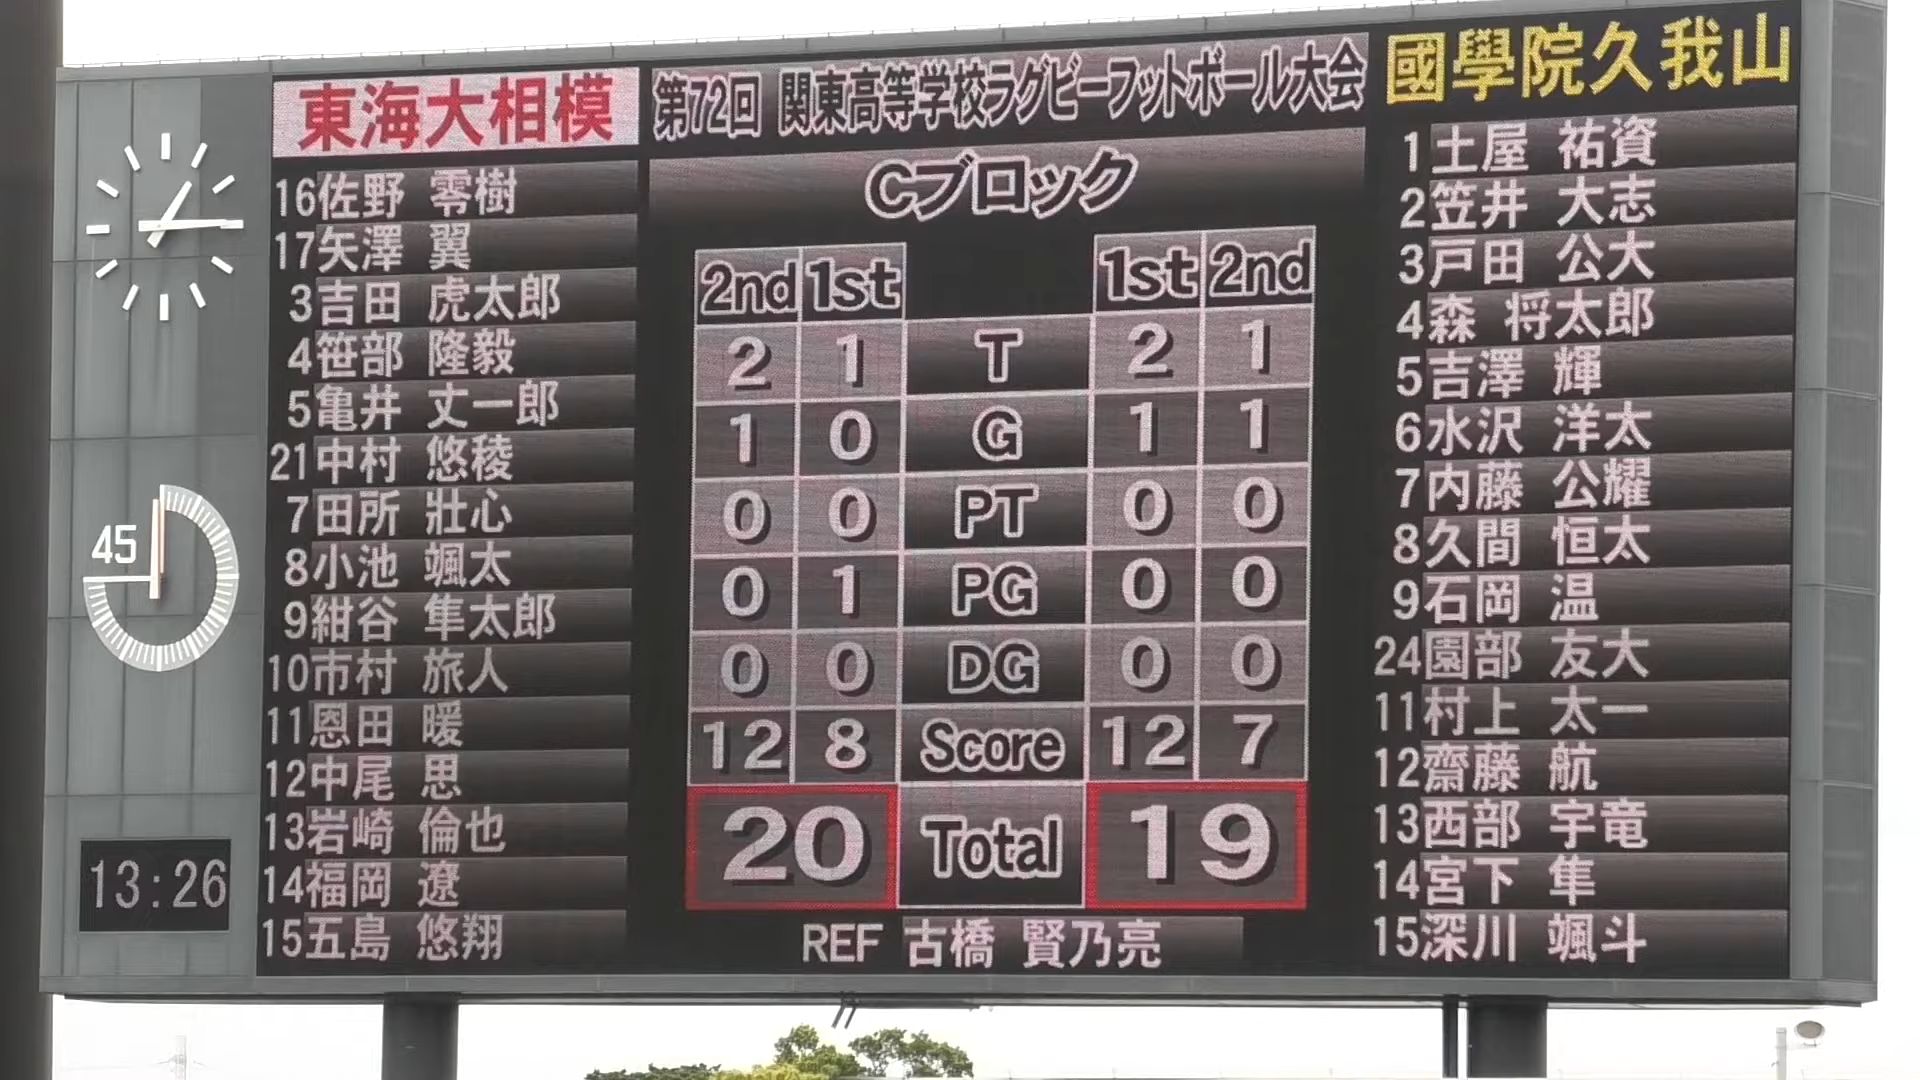 東海大相模
16佐野 零樹
17矢澤 翼
3吉田 虎太郎
4笹部 隆毅
5亀井 丈一郎
21中村 悠稜
7田所 壯心
8小池 颯太
9紺谷 隼太郎
10市村 旅人
11恩田 暖
12中尾 思
13岩崎 倫也
14福岡 遼
15五島 悠翔
第72回 関東高等学校ラグビーフットボール大会
Cブロック
2nd 1st 1st 2nd
2 1 T 2 1
1 0 G 1 1
0 0 PT 0 0
0 1 PG 0 0
0 0 DG 0 0
12 8 Score 12 7
20 Total 19
REF 古橋 賢乃亮
國學院久我山
1土屋 祐資
2笠井 大志
3戸田 公大
4森 将太郎
5吉澤 輝
6水沢 洋太
7内藤 公耀
8久間 恒太
9石岡 温
24園部 友大
11村上 太一
12齋藤 航
13西部 宇竜
14宮下 隼
15深川 颯斗
45
13:26